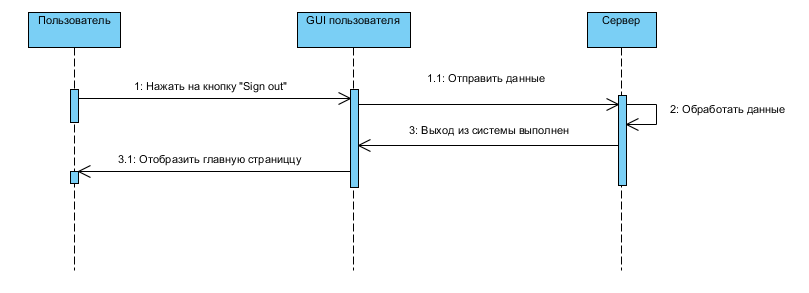 Пользователь
GUI пользователя
Сервер
1: Нажать на кнопку "Sign out"
1.1: Отправить данные
2: Обработать данные
3: Выход из системы выполнен
3.1: Отобразить главную страниццу